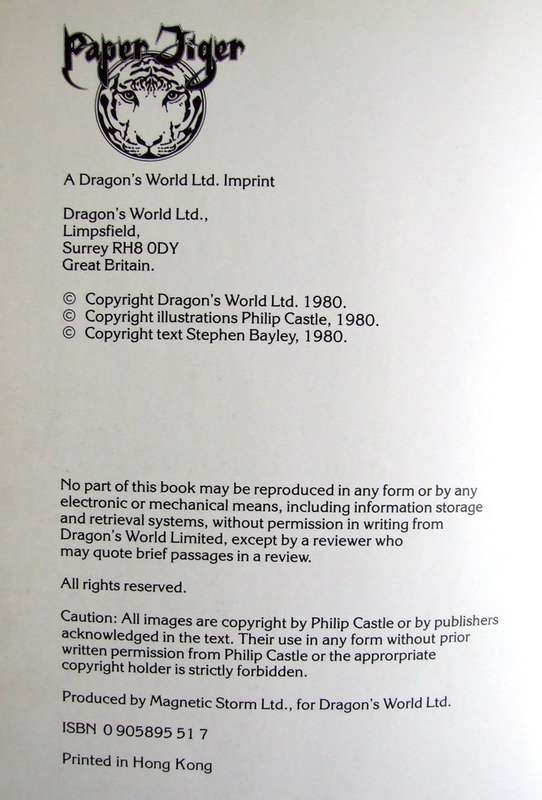 Paper Tiger
A Dragon's World Ltd. Imprint
Dragon's World Ltd.,
Limpsfield,
Surrey RH8 0DY
Great Britain.
© Copyright Dragon's World Ltd. 1980.
© Copyright illustrations Philip Castle, 1980.
© Copyright text Stephen Bayley, 1980.
No part of this book may be reproduced in any form or by any
electronic or mechanical means, including information storage
and retrieval systems, without permission in writing from
Dragon's World Limited, except by a reviewer who
may quote brief passages in a review.
All rights reserved.
Caution: All images are copyright by Philip Castle or by publishers
acknowledged in the text. Their use in any form without prior
written permission from Philip Castle or the approrpriate
copyright holder is strictly forbidden.
Produced by Magnetic Storm Ltd., for Dragon's World Ltd.
ISBN 0 905895 51 7
Printed in Hong Kong